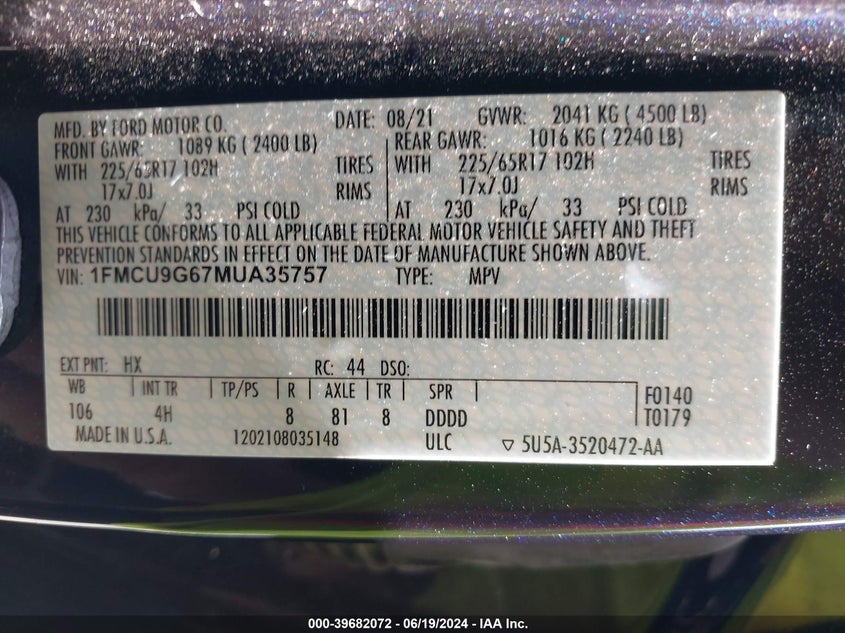 MFD. BY FORD MOTOR CO. DATE: 08/21 GVWR: 2041 KG ( 4500 LB)
FRONT GAWR: 1089 KG ( 2400 LB) REAR GAWR: 1016 KG ( 2240 LB)
WITH 225/65R17 102H TIRES WITH 225/65R17 102H TIRES
17x7.0J RIMS 17x7.0J RIMS
AT 230 kPa/ 33 PSI COLD AT 230 kPa/ 33 PSI COLD
THIS VEHICLE CONFORMS TO ALL APPLICABLE FEDERAL MOTOR VEHICLE SAFETY AND THEFT
PREVENTION STANDARDS IN EFFECT ON THE DATE OF MANUFACTURE SHOWN ABOVE.
VIN: 1FMCU9G67MUA35757 TYPE: MPV
EXT PNT: HX RC: 44 DSO:
WB INT TR TP/PS R AXLE TR SPR F0140
106 4H 8 81 8 DDDD T0179
MADE IN U.S.A. 1202108035148 ULC ▽ 5U5A-3520472-AA
000-39682072 - 06/19/2024 - IAA Inc.